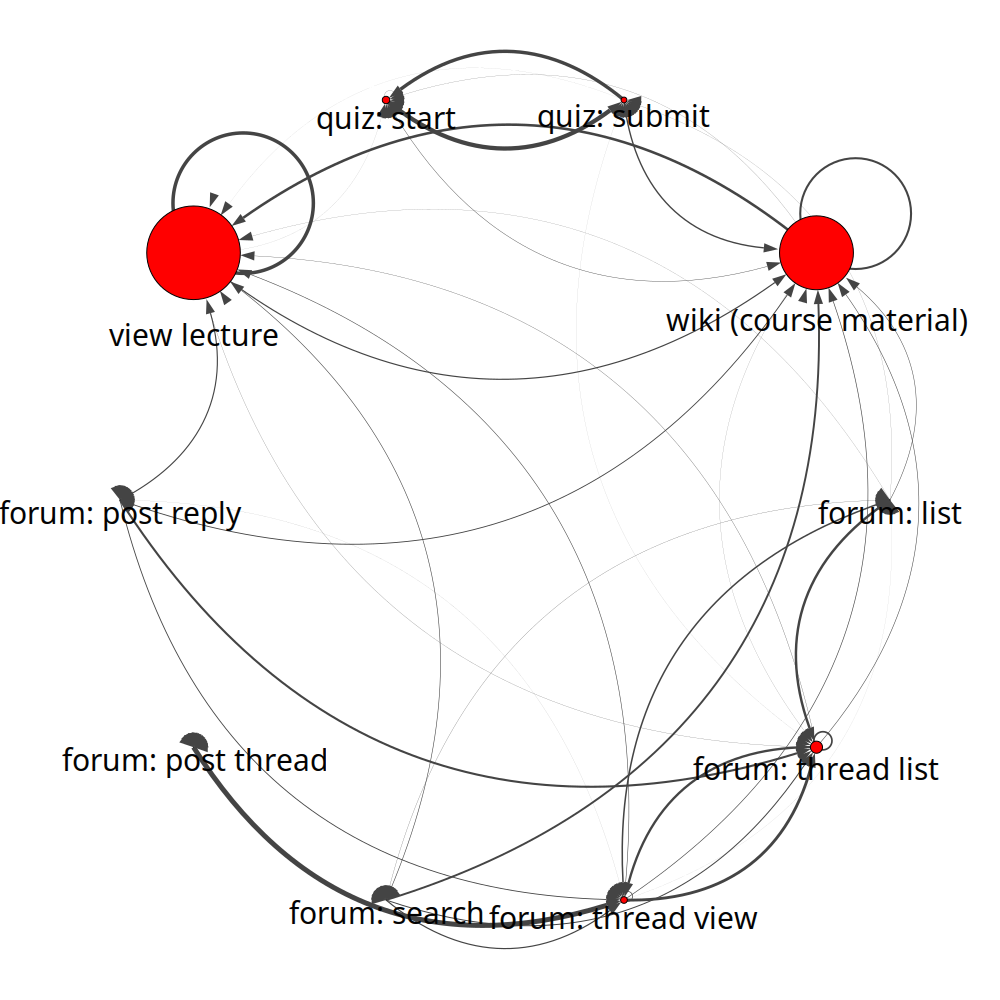 quiz: start
quiz: submit
view lecture
wiki (course material)
forum: post reply
forum: list
forum: post thread
forum: thread list
forum: search
forum: thread view